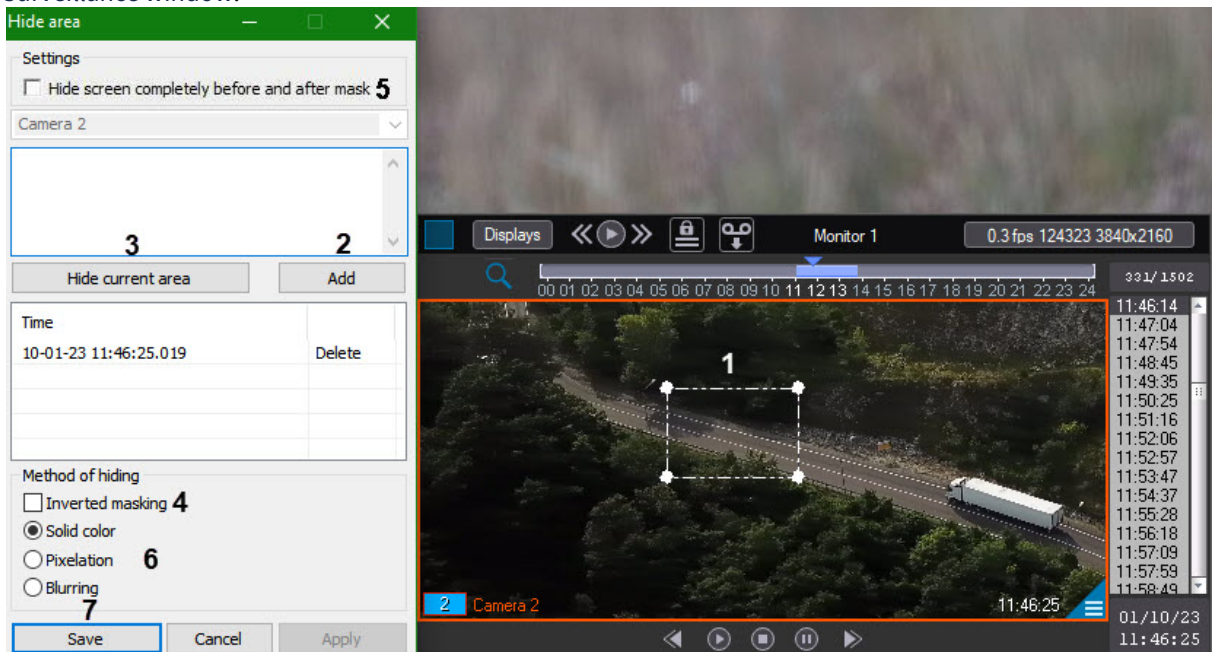 surveillance window.
Hide area
Settings
Hide screen completely before and after mask 5
Camera 2
3
2
Hide current area
Add
Time
10-01-23 11:46:25.019
Delete
Method of hiding
Inverted masking 4
Solid color
Pixelation 6
Blurring
7
Save
Cancel
Apply
Displays
Monitor 1
0.3 fps 124323 3840x2160
00 01 02 03 04 05 06 07 08 09 10 11 12 13 14 15 16 17 18 19 20 21 22 23 24
331/1502
1
11:46:14
11:47:04
11:47:54
11:48:45
11:49:35
11:50:25
11:51:16
11:52:06
11:52:57
11:53:47
11:54:37
11:55:28
11:56:18
11:57:09
11:57:59
11:58:49
2 Camera 2
11:46:25
01/10/23
11:46:25